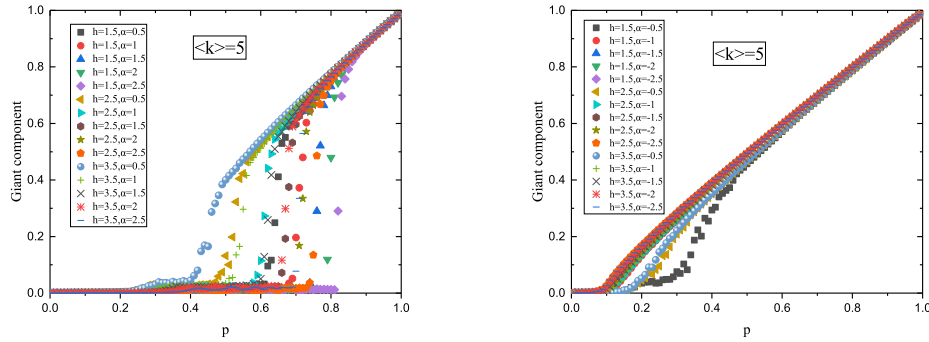 <k>=5
h=1.5,α=0.5
h=1.5,α=1
h=1.5,α=1.5
h=1.5,α=2
h=1.5,α=2.5
h=2.5,α=0.5
h=2.5,α=1
h=2.5,α=1.5
h=2.5,α=2
h=2.5,α=2.5
h=3.5,α=0.5
h=3.5,α=1
h=3.5,α=1.5
h=3.5,α=2
h=3.5,α=2.5
Giant component
1.0
0.8
0.6
0.4
0.2
0.0
0.0 0.2 0.4 0.6 0.8 1.0
p
<k>=5
h=1.5,α=-0.5
h=1.5,α=-1
h=1.5,α=-1.5
h=1.5,α=-2
h=1.5,α=-2.5
h=2.5,α=-0.5
h=2.5,α=-1
h=2.5,α=-1.5
h=2.5,α=-2
h=2.5,α=-2.5
h=3.5,α=-0.5
h=3.5,α=-1
h=3.5,α=-1.5
h=3.5,α=-2
h=3.5,α=-2.5
Giant component
1.0
0.8
0.6
0.4
0.2
0.0
0.0 0.2 0.4 0.6 0.8 1.0
p